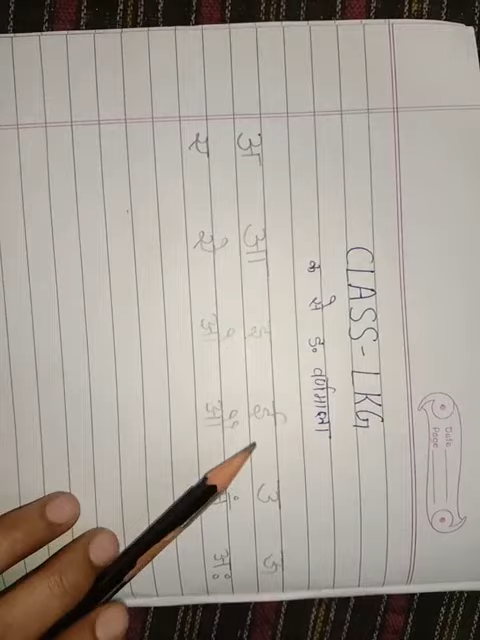 Date
Page
CLASS - LKG
क से ङ वर्णमाला
अ आ इ ई उ ऊ
ए ऐ ओ औ अं अः